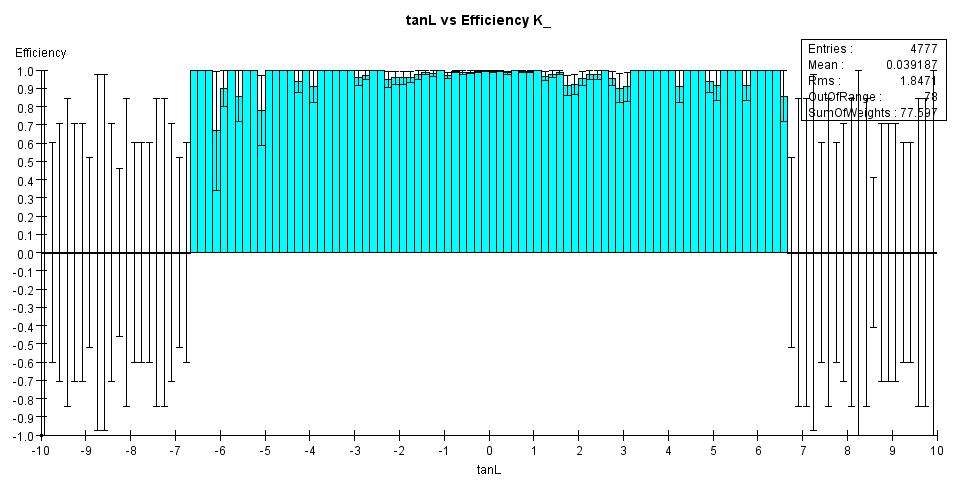 tanL vs Efficiency K_
Efficiency
Entries : 4777
Mean : 0.039187
Rms : 1.8471
OutOfRange : 78
SumOfWeights : 77.597
1.0
0.9
0.8
0.7
0.6
0.5
0.4
0.3
0.2
0.1
0.0
-0.1
-0.2
-0.3
-0.4
-0.5
-0.6
-0.7
-0.8
-0.9
-1.0
-10 -9 -8 -7 -6 -5 -4 -3 -2 -1 0 1 2 3 4 5 6 7 8 9 10
tanL